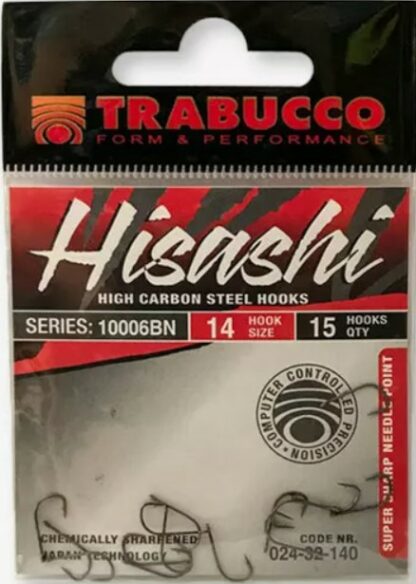 TRABUCCO
FORM & PERFORMANCE
Hisashi
HIGH CARBON STEEL HOOKS
SERIES: 10006BN
14 HOOK SIZE
15 HOOKS QTY
COMPUTER CONTROLLED PRECISION
SUPER SHARP NEEDLE POINT
CHEMICALLY SHARPENED
JAPAN TECHNOLOGY
CODE NR.
024-32-140